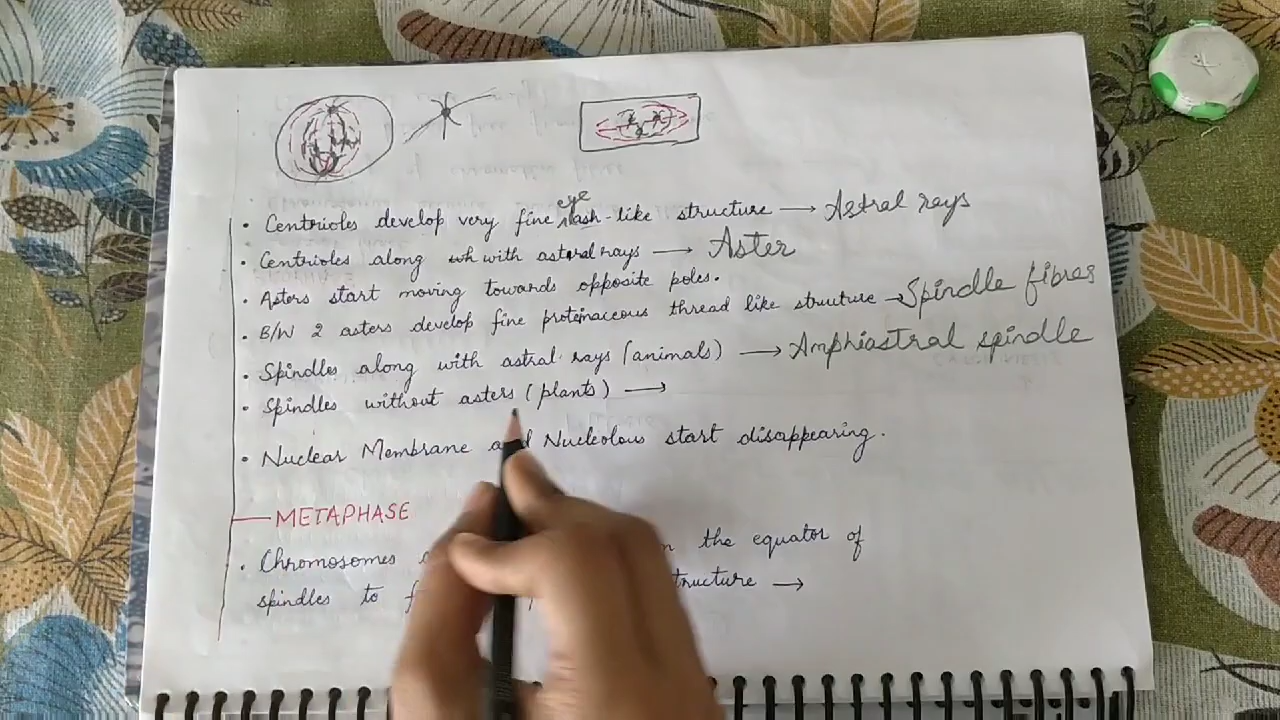 • Centrioles develop very fine eye lash-like structure → Astral rays
• Centrioles along with with astral rays → Aster
• Asters start moving towards opposite poles.
• B/W 2 asters develop fine proteinaceous thread like structure → Spindle fibres
• Spindles along with astral rays (animals) → Amphiastral spindle
• Spindles without asters (plants) →
• Nuclear Membrane and Nucleolous start disappearing.
METAPHASE
• Chromosomes the equator of
spindles to structure →